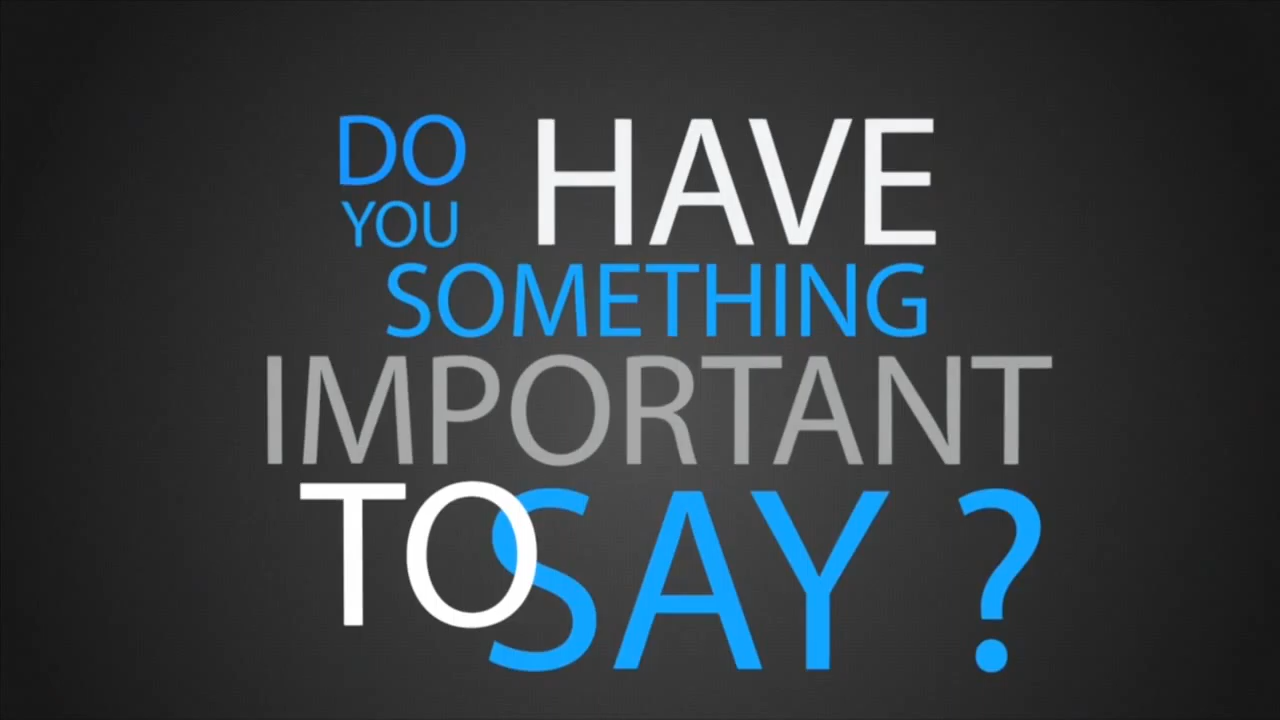 DO HAVE
YOU
SOMETHING
IMPORTANT
TO SAY ?